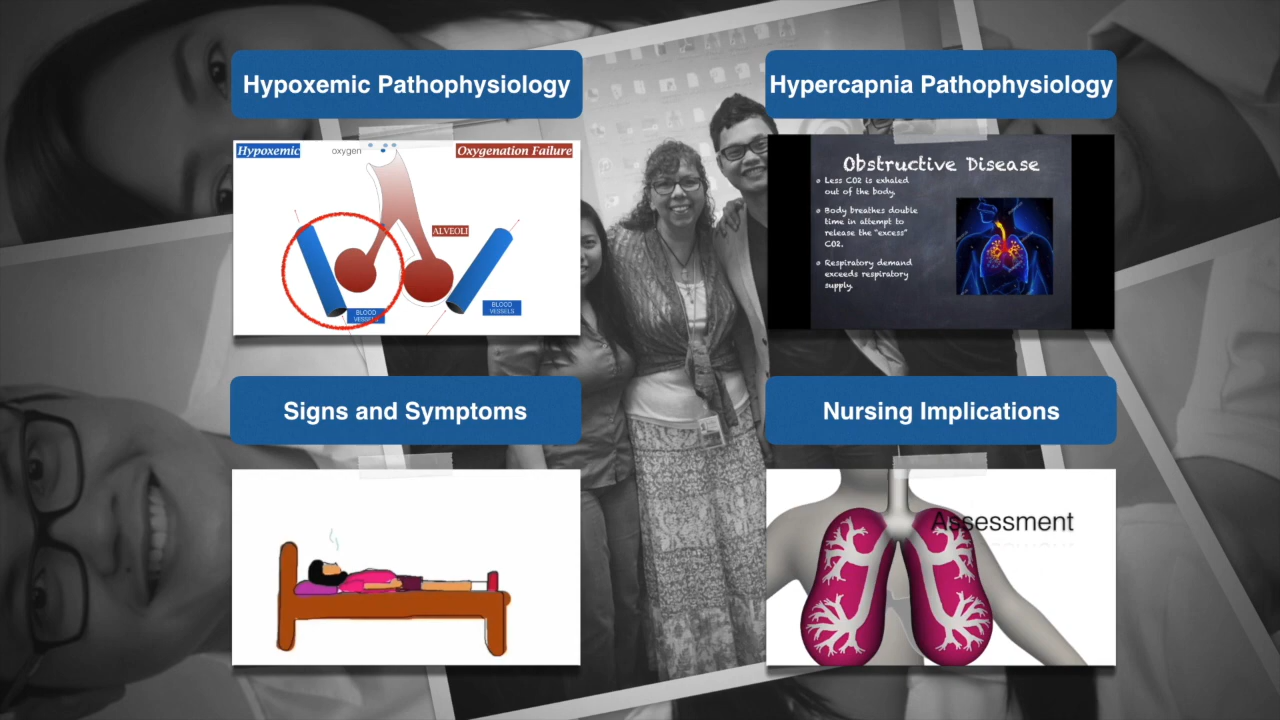 Hypoxemic Pathophysiology
Hypoxemic
oxygen
Oxygenation Failure
ALVEOLI
BLOOD
VESSELS
BLOOD
VESSELS
Hypercapnia Pathophysiology
Obstructive Disease
Less CO2 is exhaled
out of the body.
Body breathes double
time in attempt to
release the "excess"
CO2.
Respiratory demand
exceeds respiratory
supply.
Signs and Symptoms
Nursing Implications
Assessment